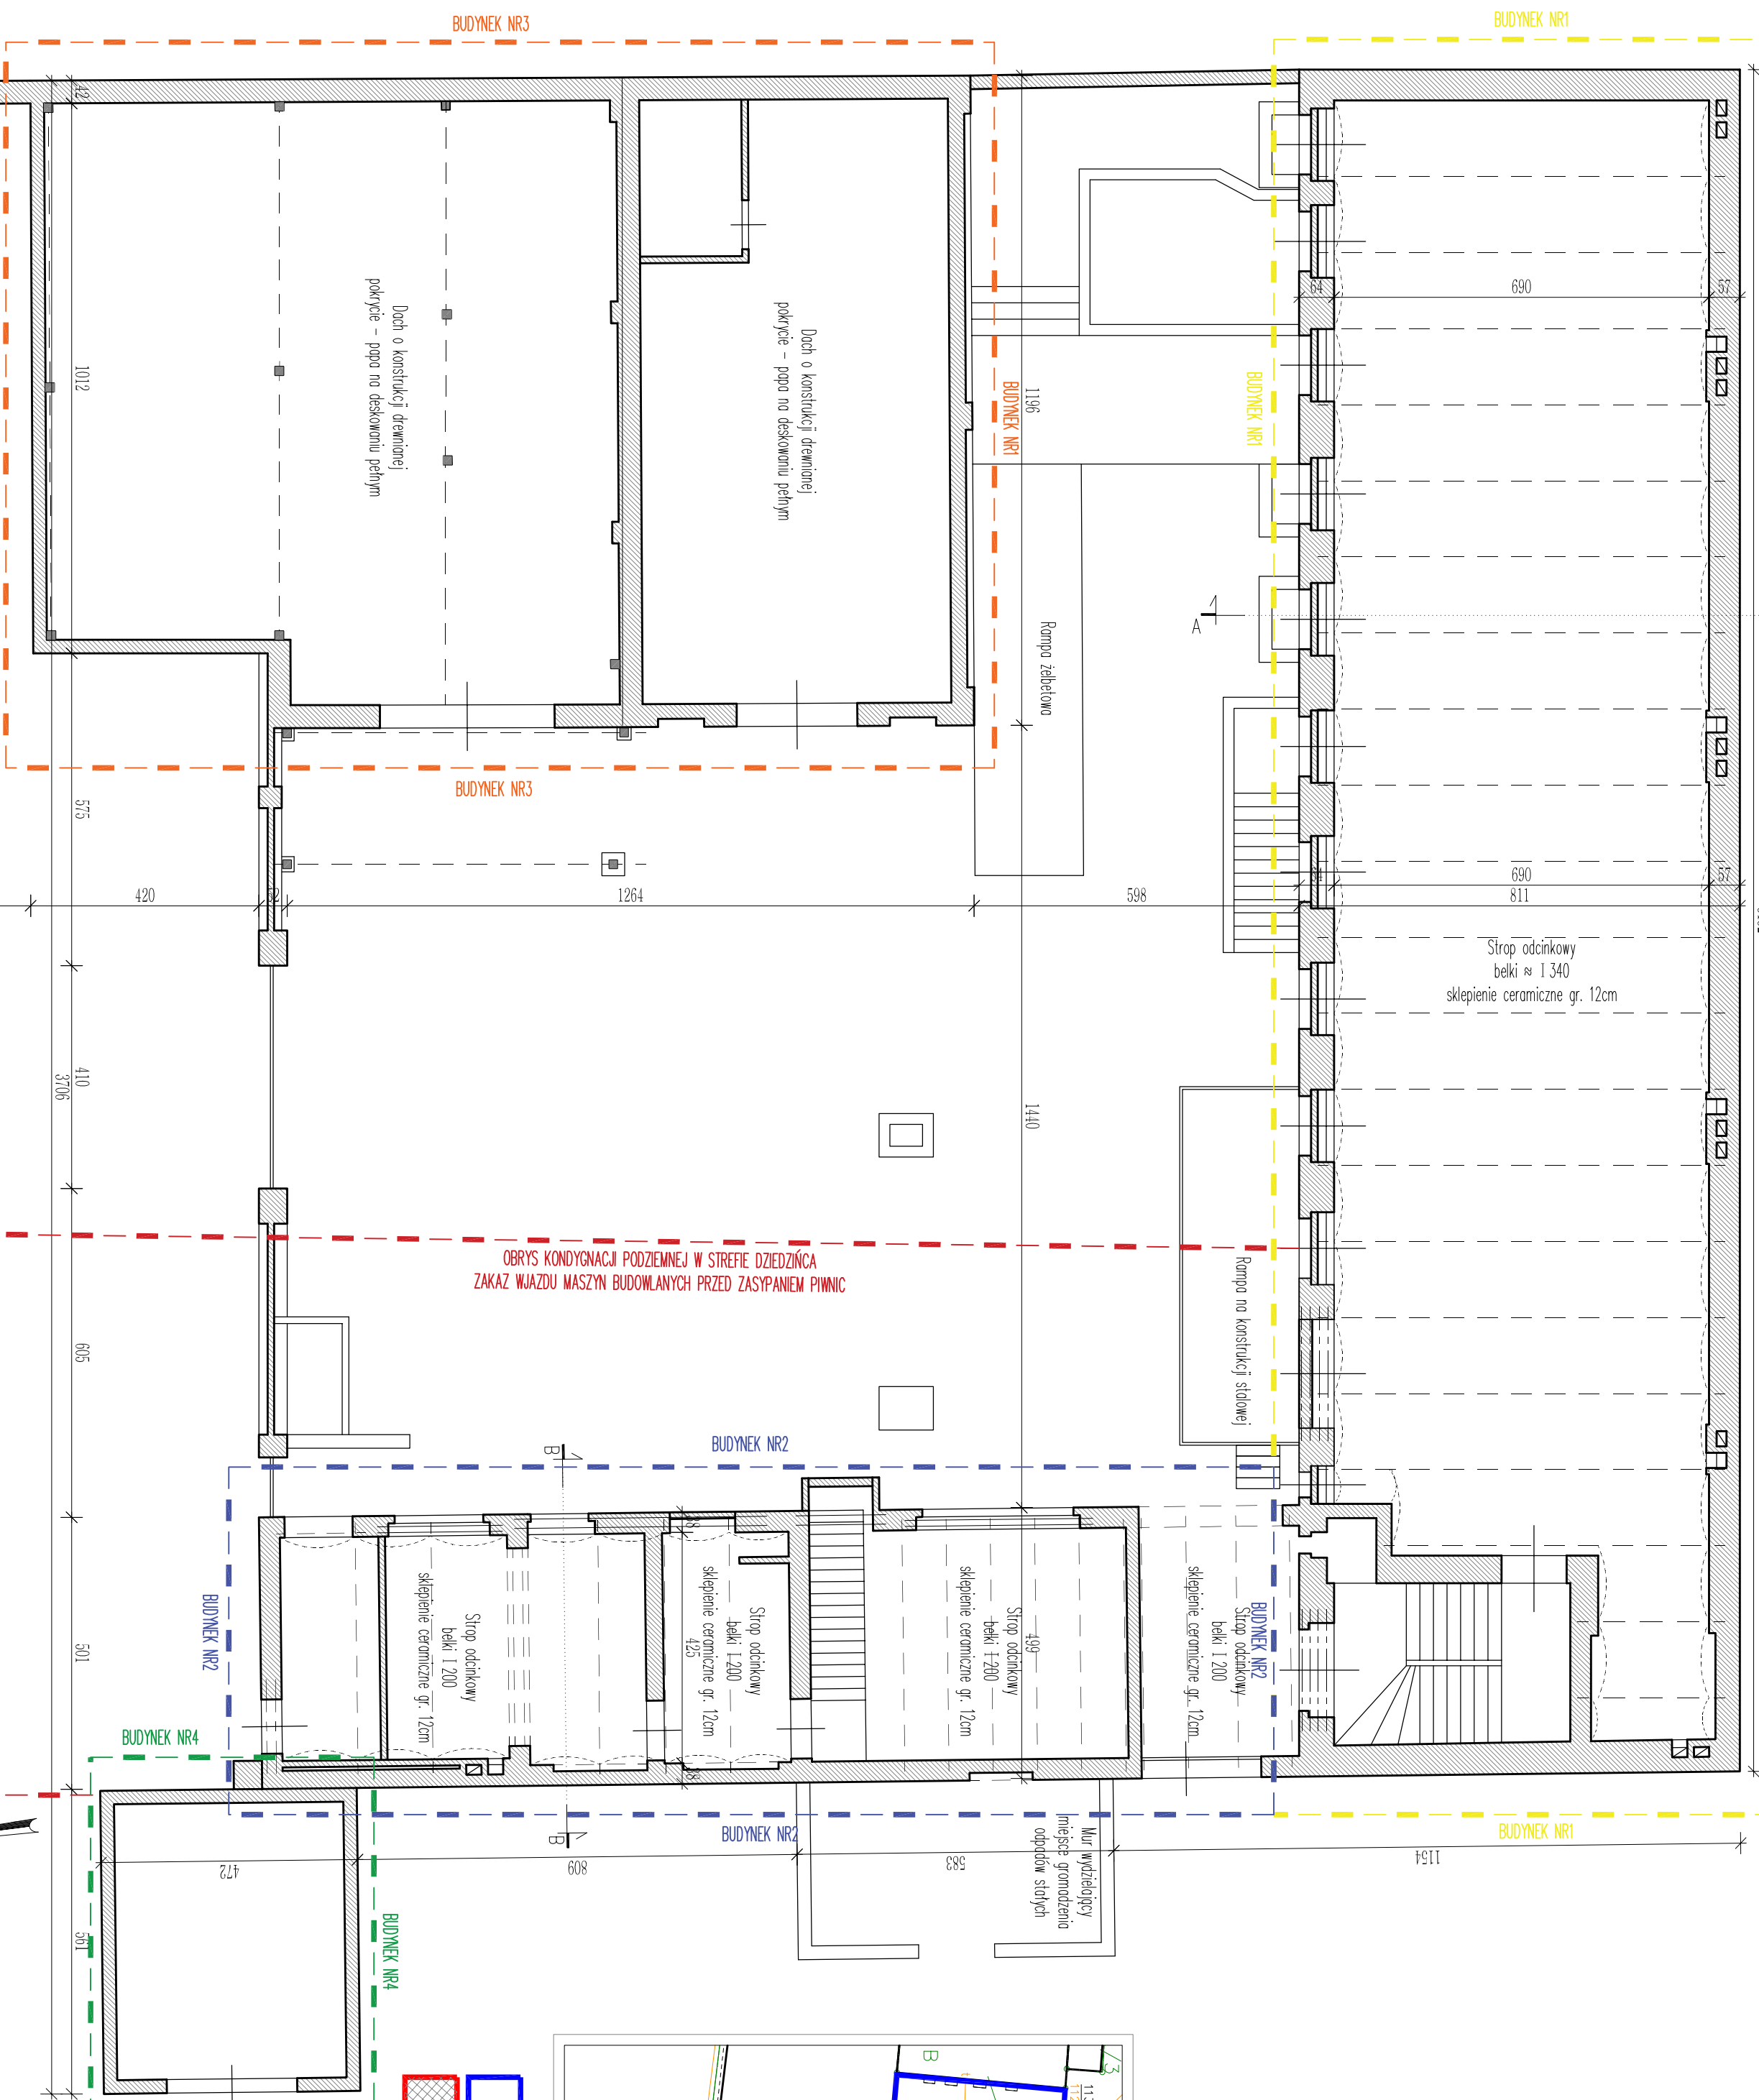 BUDYNEK NR3
BUDYNEK NR1
42
1012
Dach o konstrukcji drewnianej
pokrycie - papa na deskowaniu pełnym
Dach o konstrukcji drewnianej
pokrycie - papa na deskowaniu pełnym
1196
BUDYNEK NR1
BUDYNEK NR1
64
690
57
A
Rampa żelbetowa
BUDYNEK NR3
575
420
1264
598
690
57
811
Strop odcinkowy
belki ≈ I 340
sklepienie ceramiczne gr. 12cm
410
3706
1440
OBRYS KONDYGNACJI PODZIEMNEJ W STREFIE DZIEDZIŃCA
ZAKAZ WJAZDU MASZYN BUDOWLANYCH PRZED ZASYPANIEM PIWNIC
Rampa na konstrukcji stalowej
605
B
BUDYNEK NR2
BUDYNEK NR2
501
Strop odcinkowy
belki I 200
sklepienie ceramiczne gr. 12cm
Strop odcinkowy
belki I 200
sklepienie ceramiczne gr. 12cm
425
Strop odcinkowy
belki I 200
sklepienie ceramiczne gr. 12cm
499
Strop odcinkowy
belki I 200
sklepienie ceramiczne gr. 12cm
BUDYNEK NR2
BUDYNEK NR4
BUDYNEK NR2
B
BUDYNEK NR1
472
809
583
1154
Mur wydzielający
miejsce gromadzenia
odpadów stałych
BUDYNEK NR4
561
B